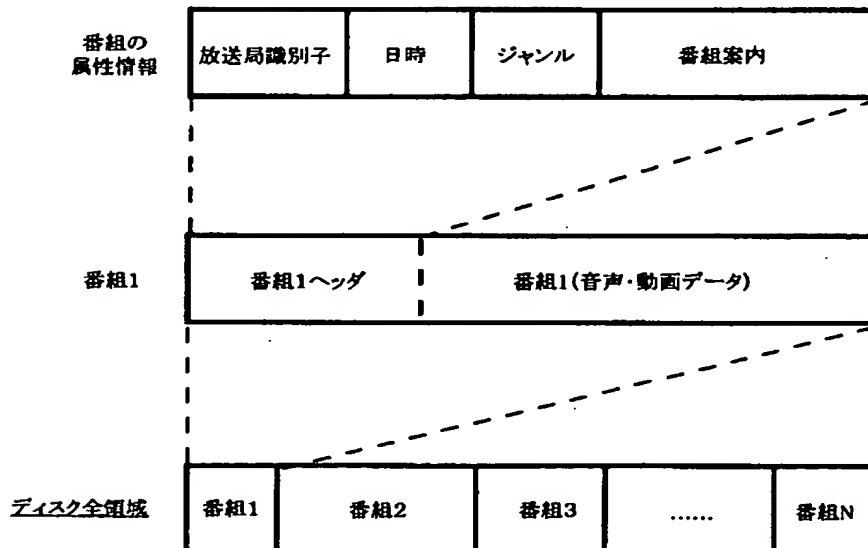 番組の
属性情報
放送局識別子
日時
ジャンル
番組案内
番組1
番組1ヘッダ
番組1(音声・動画データ)
ディスク全領域
番組1
番組2
番組3
……
番組N